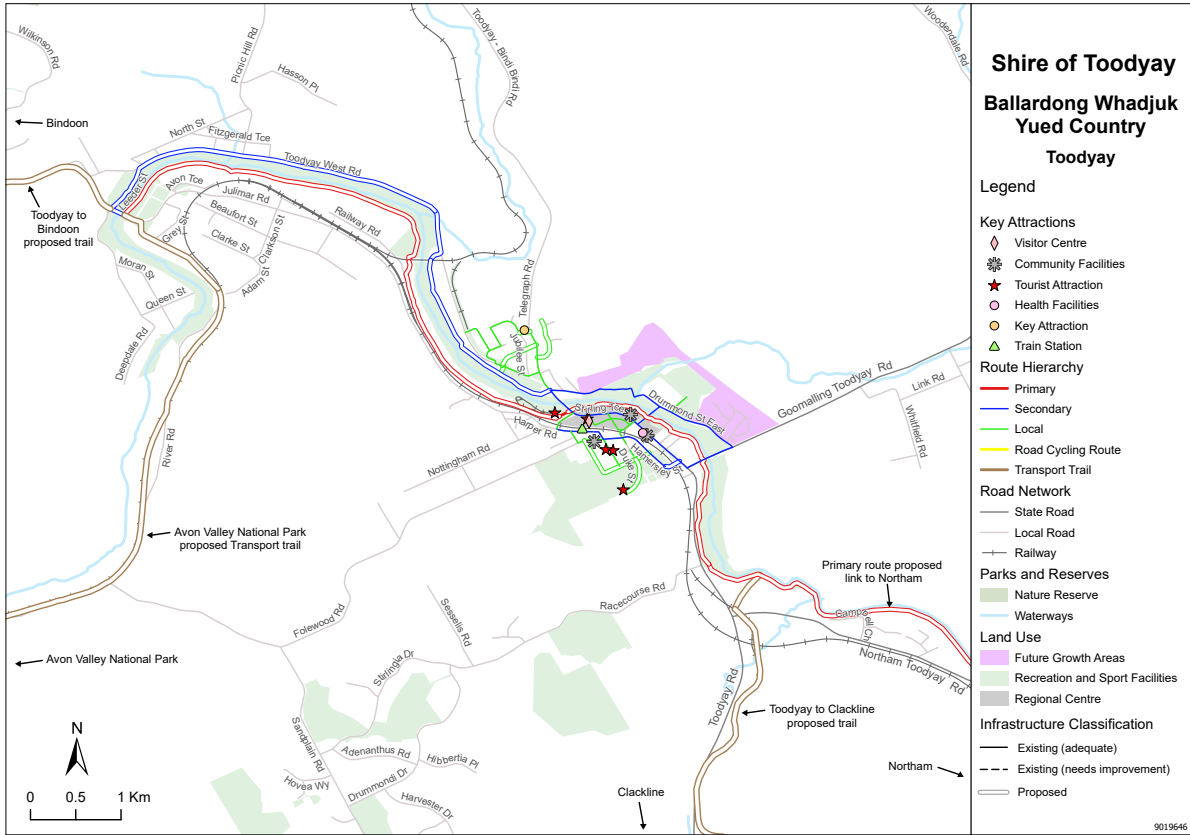 Wilkinson Rd
Picnic Hill Rd
Hasson Pl
Toodyay - Bindi Bindi Rd
Woodendale Rd
Bindoon
North St
Fitzgerald Tce
Toodyay West Rd
Leeder St
Avon Tce
Julimar Rd
Beaufort St
Railway Rd
Grey St
Clarke St
Clarkson St
Adam St
Toodyay to
Bindoon
proposed trail
Moran St
Queen St
Deepdale Rd
River Rd
Telegraph Rd
Jubilee St
Stirling Tce
Drummond St East
Goomalling Toodyay Rd
Link Rd
Whitfield Rd
Harper Rd
Nottingham Rd
Duke St
Hamersley St
Avon Valley National Park
proposed Transport trail
Primary route proposed
link to Northam
Racecourse Rd
Sesselis Rd
Folewood Rd
Campbell Ch
Avon Valley National Park
Stirlingia Dr
Northam Toodyay Rd
Toodyay Rd
Toodyay to Clackline
proposed trail
Sandplain Rd
Adenanthus Rd
Hibbertia Pl
Hovea Wy
Drummondi Dr
Harvester Dr
Clackline
Northam
N
0 0.5 1 Km
Shire of Toodyay
Ballardong Whadjuk
Yued Country
Toodyay
Legend
Key Attractions
Visitor Centre
Community Facilities
Tourist Attraction
Health Facilities
Key Attraction
Train Station
Route Hierarchy
Primary
Secondary
Local
Road Cycling Route
Transport Trail
Road Network
State Road
Local Road
Railway
Parks and Reserves
Nature Reserve
Waterways
Land Use
Future Growth Areas
Recreation and Sport Facilities
Regional Centre
Infrastructure Classification
Existing (adequate)
Existing (needs improvement)
Proposed
9019646